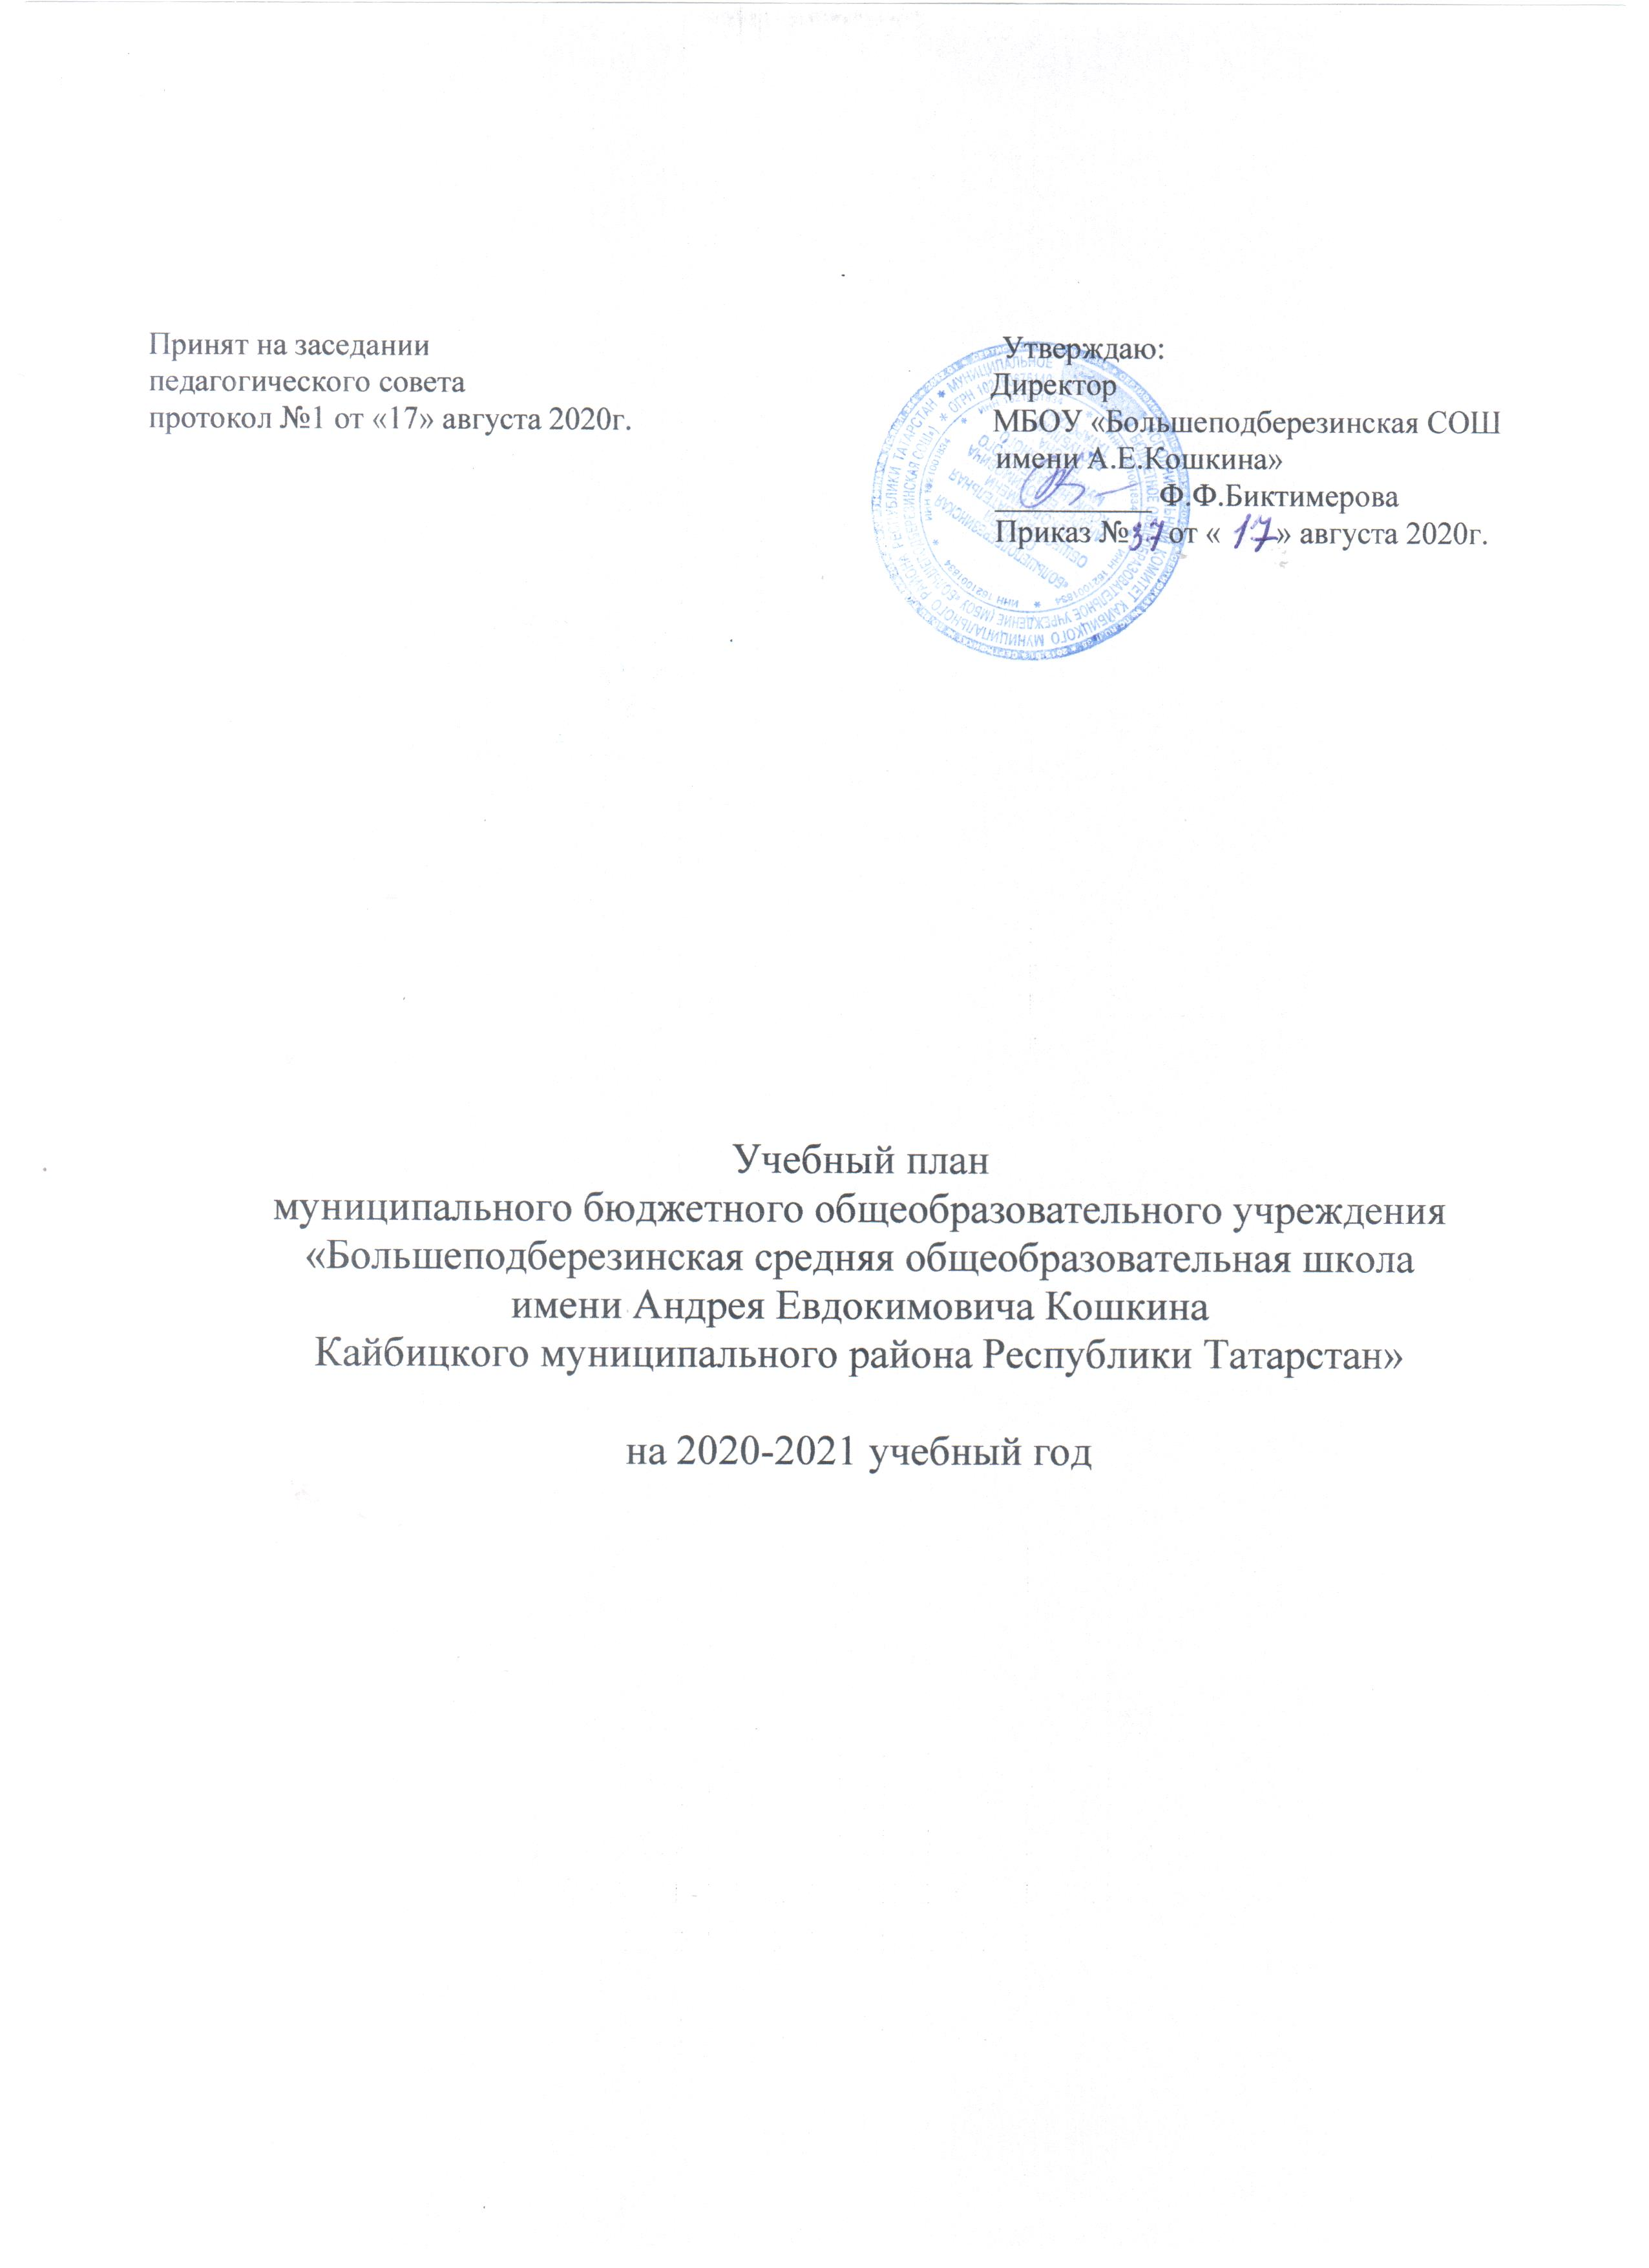 Принят на заседании
педагогического совета
протокол №1 от «17» августа 2020г.
Утверждаю:
Директор
МБОУ «Большеподберезинская СОШ
имени А.Е.Кошкина»
Ф.Ф.Биктимерова
Приказ №37 от « 17 » августа 2020г.
Учебный план
муниципального бюджетного общеобразовательного учреждения
«Большеподберезинская средняя общеобразовательная школа
имени Андрея Евдокимовича Кошкина
Кайбицкого муниципального района Республики Татарстан»
на 2020-2021 учебный год